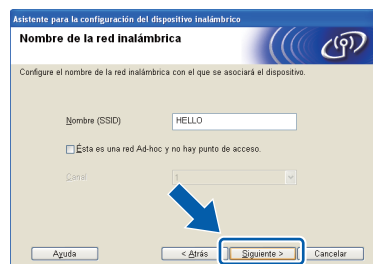 Asistente para la configuración del dispositivo inalámbrico
Nombre de la red inalámbrica
Configure el nombre de la red inalámbrica con el que se asociará el dispositivo.
Nombre (SSID) HELLO
Ésta es una red Ad-hoc y no hay punto de acceso.
Canal 1
Ayuda < Atrás Siguiente > Cancelar